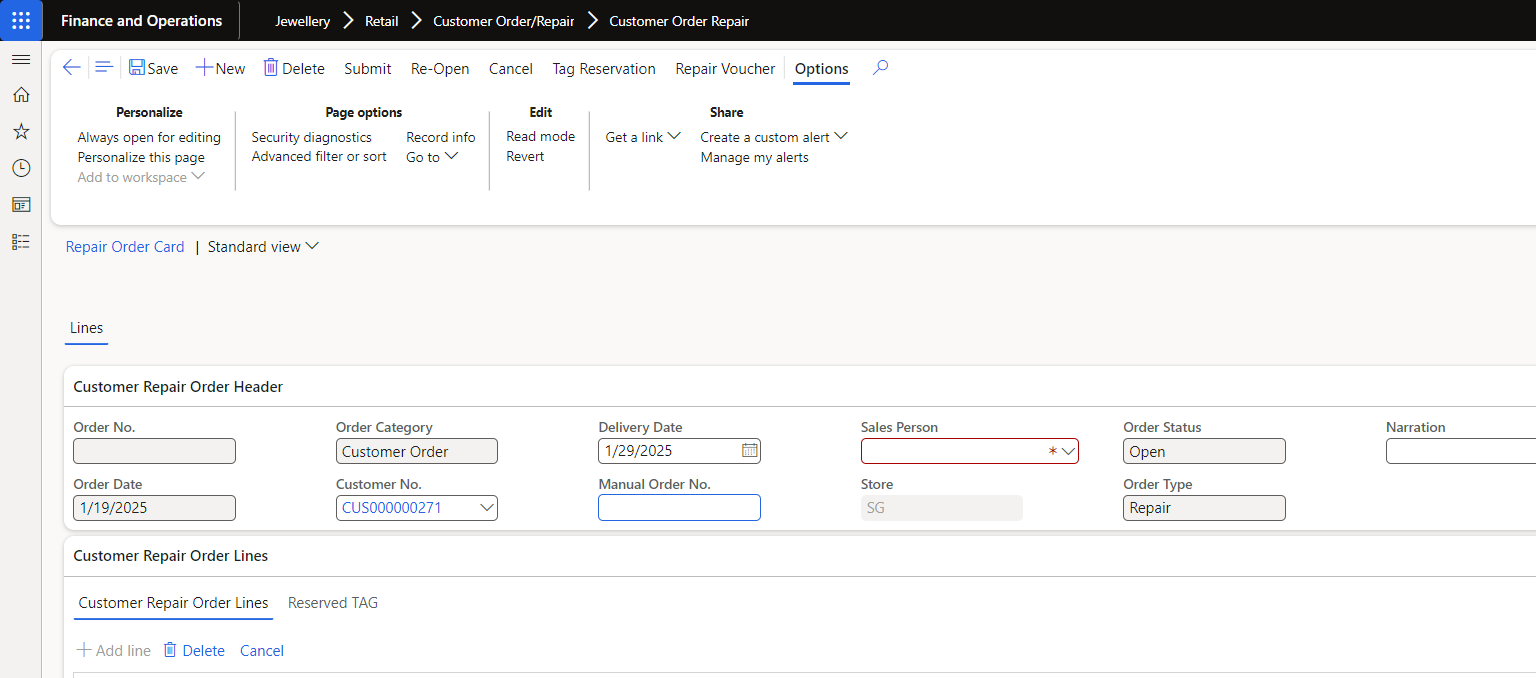 Finance and Operations Jewellery Retail Customer Order/Repair Customer Order Repair
Save New Delete Submit Re-Open Cancel Tag Reservation Repair Voucher Options
Personalize Page options Edit Share
Always open for editing Security diagnostics Record info Read mode Get a link Create a custom alert
Personalize this page Advanced filter or sort Go to Revert Manage my alerts
Add to workspace
Repair Order Card | Standard view
Lines
Customer Repair Order Header
Order No. Order Category Delivery Date Sales Person Order Status Narration
Customer Order 1/29/2025 * Open
Order Date Customer No. Manual Order No. Store Order Type
1/19/2025 CUS000000271 SG Repair
Customer Repair Order Lines
Customer Repair Order Lines Reserved TAG
Add line Delete Cancel